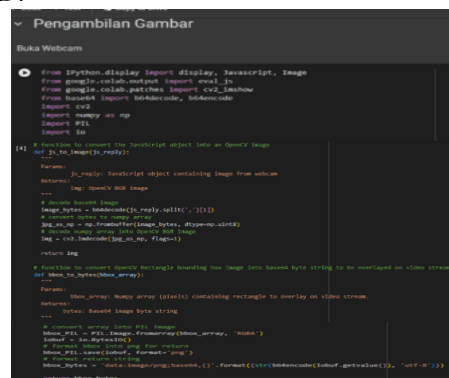 Pengambilan Gambar
Buka Webcam
from IPython.display import display, Javascript, Image
from google.colab.output import eval_js
from google.colab.patches import cv2_imshow
from base64 import b64decode, b64encode
import cv2
import numpy as np
import PIL
import io
[4] # function to convert the JavaScript object into an OpenCV image
def js_to_image(js_reply):
"""
Params:
js_reply: JavaScript object containing image from webcam
Returns:
img: OpenCV BGR image
"""
# decode base64 image
image_bytes = b64decode(js_reply.split(',')[1])
# convert bytes to numpy array
jpg_as_np = np.frombuffer(image_bytes, dtype=np.uint8)
# decode numpy array into OpenCV BGR image
img = cv2.imdecode(jpg_as_np, flags=1)
return img
# function to convert OpenCV Rectangle bounding box image into base64 byte string to be overlayed on video stream
def bbox_to_bytes(bbox_array):
"""
Params:
bbox_array: Numpy array (pixels) containing rectangle to overlay on video stream.
Returns:
bytes: Base64 image byte string
"""
# convert array into PIL image
bbox_PIL = PIL.Image.fromarray(bbox_array, 'RGBA')
iobuf = io.BytesIO()
# format bbox into png for return
bbox_PIL.save(iobuf, format='png')
# format return string
bbox_bytes = 'data:image/png;base64,{}'.format((str(b64encode(iobuf.getvalue()), 'utf-8')))